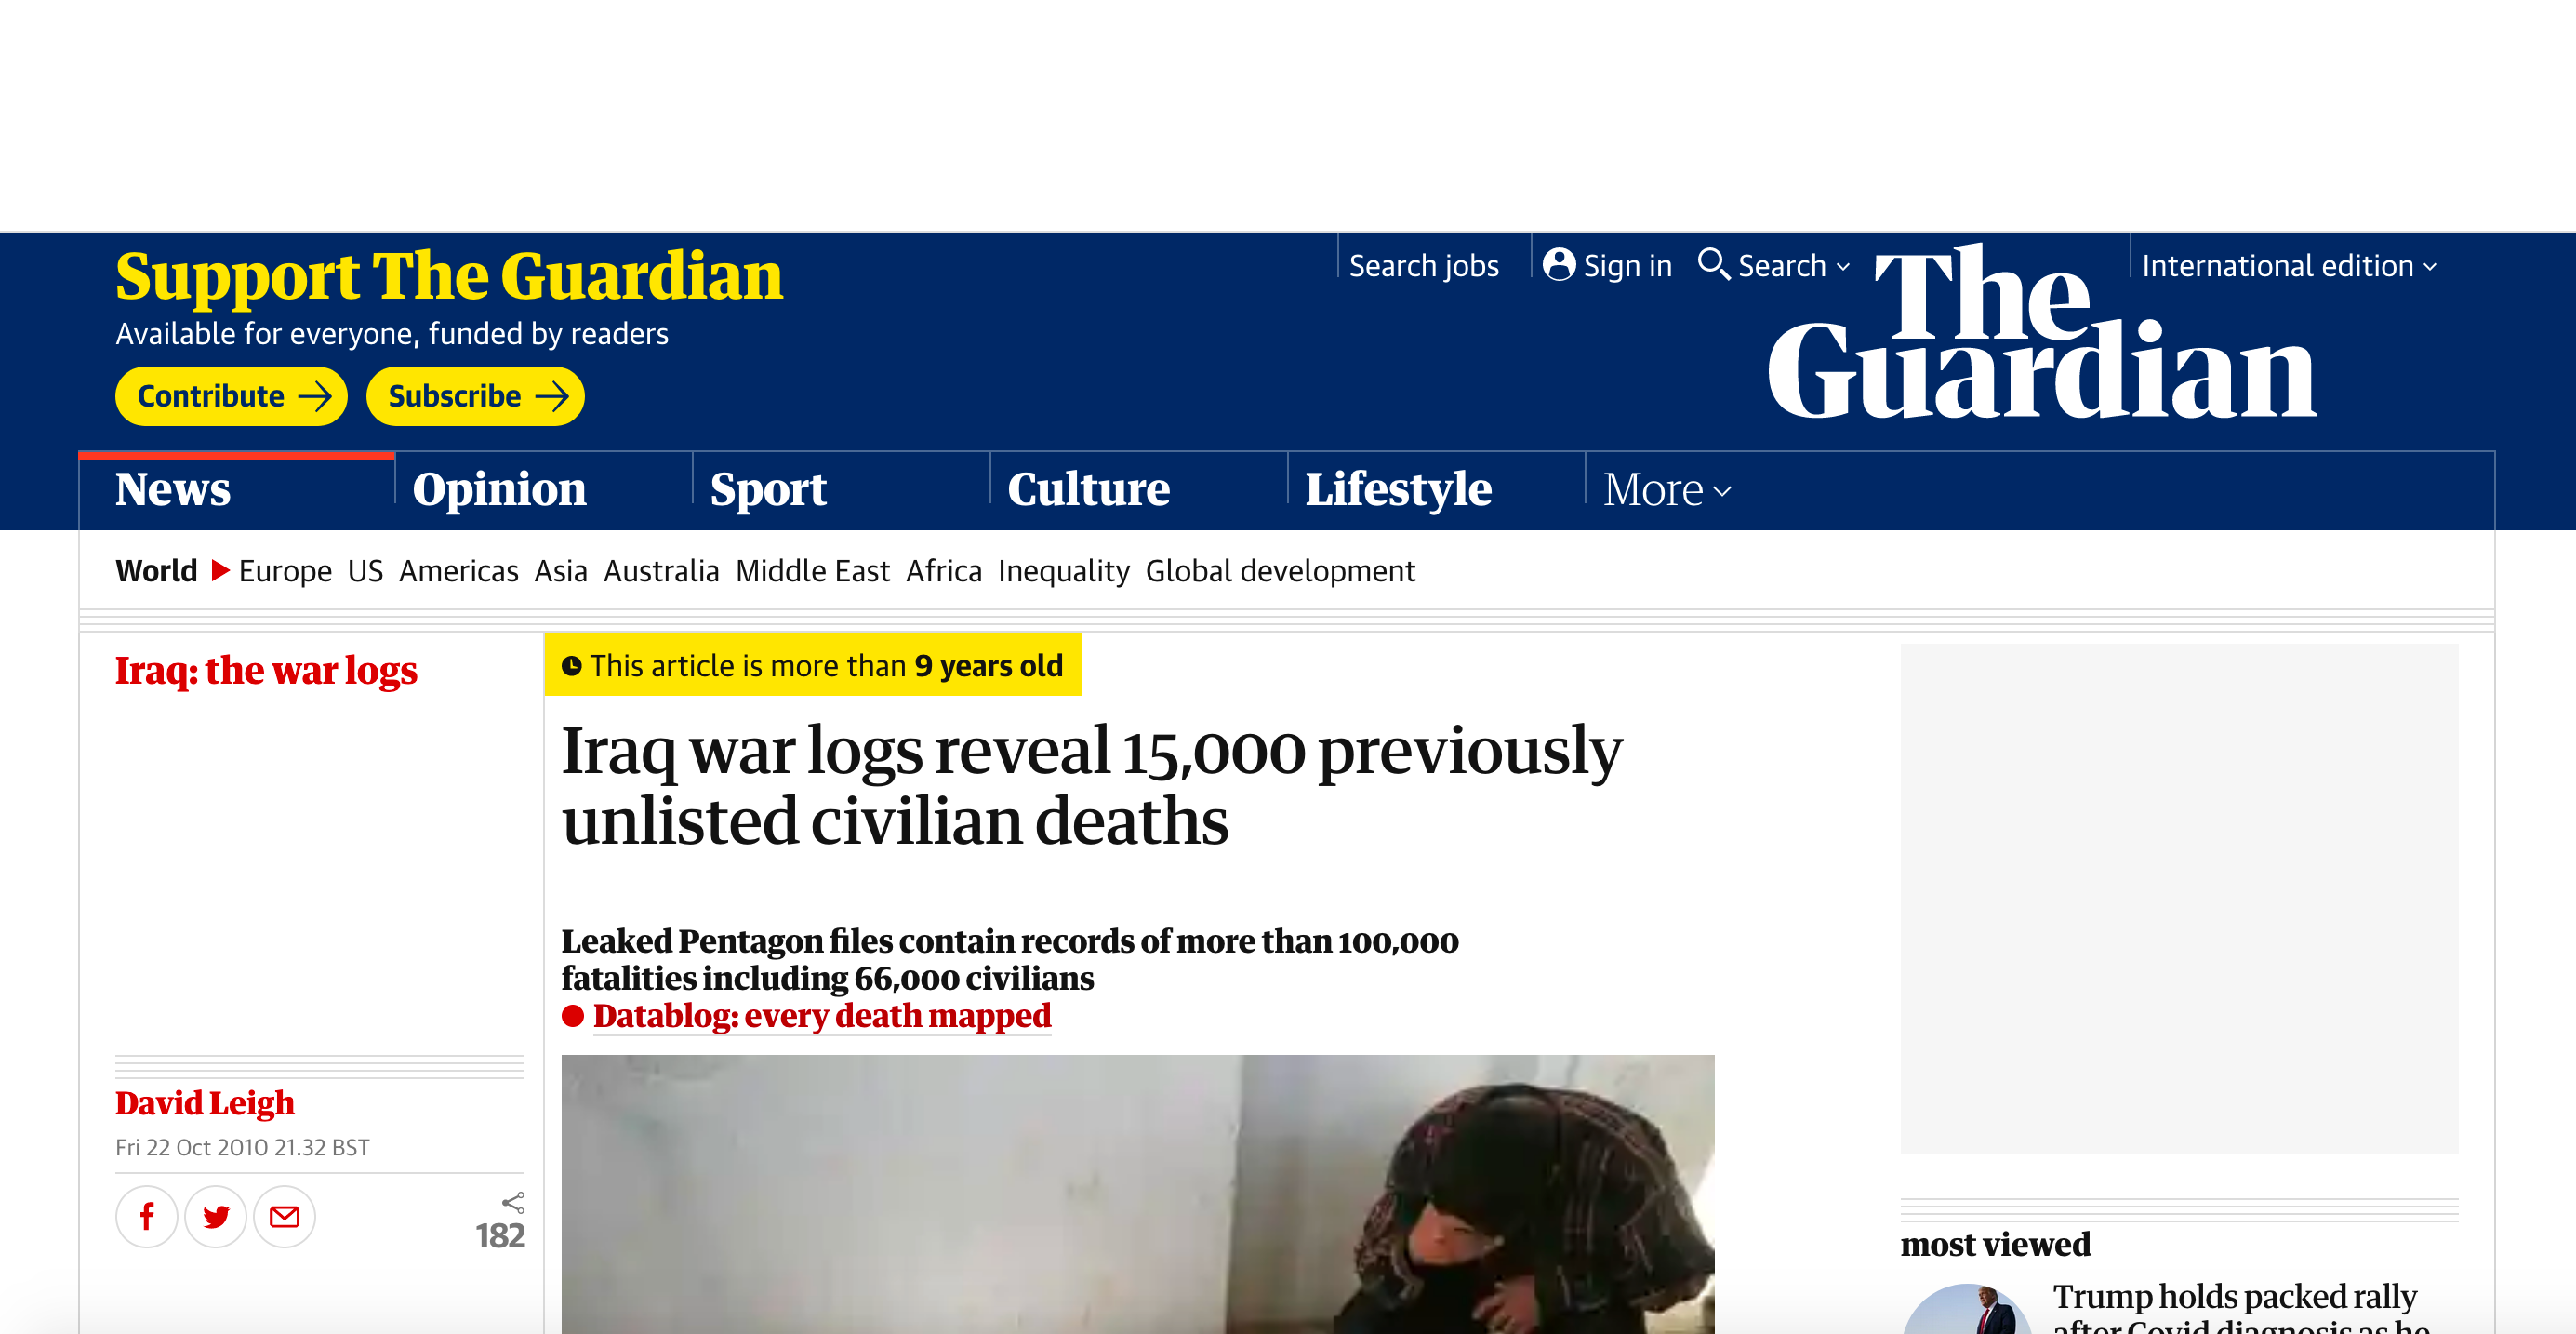 Support The Guardian
Available for everyone, funded by readers
Contribute
Subscribe
Search jobs
Sign in
Search
International edition
The
Guardian
News
Opinion
Sport
Culture
Lifestyle
More
World
Europe
US
Americas
Asia
Australia
Middle East
Africa
Inequality
Global development
Iraq: the war logs
This article is more than 9 years old
Iraq war logs reveal 15,000 previously
unlisted civilian deaths
Leaked Pentagon files contain records of more than 100,000
fatalities including 66,000 civilians
Datablog: every death mapped
David Leigh
Fri 22 Oct 2010 21.32 BST
182
most viewed
Trump holds packed rally
after Covid diagnosis as he